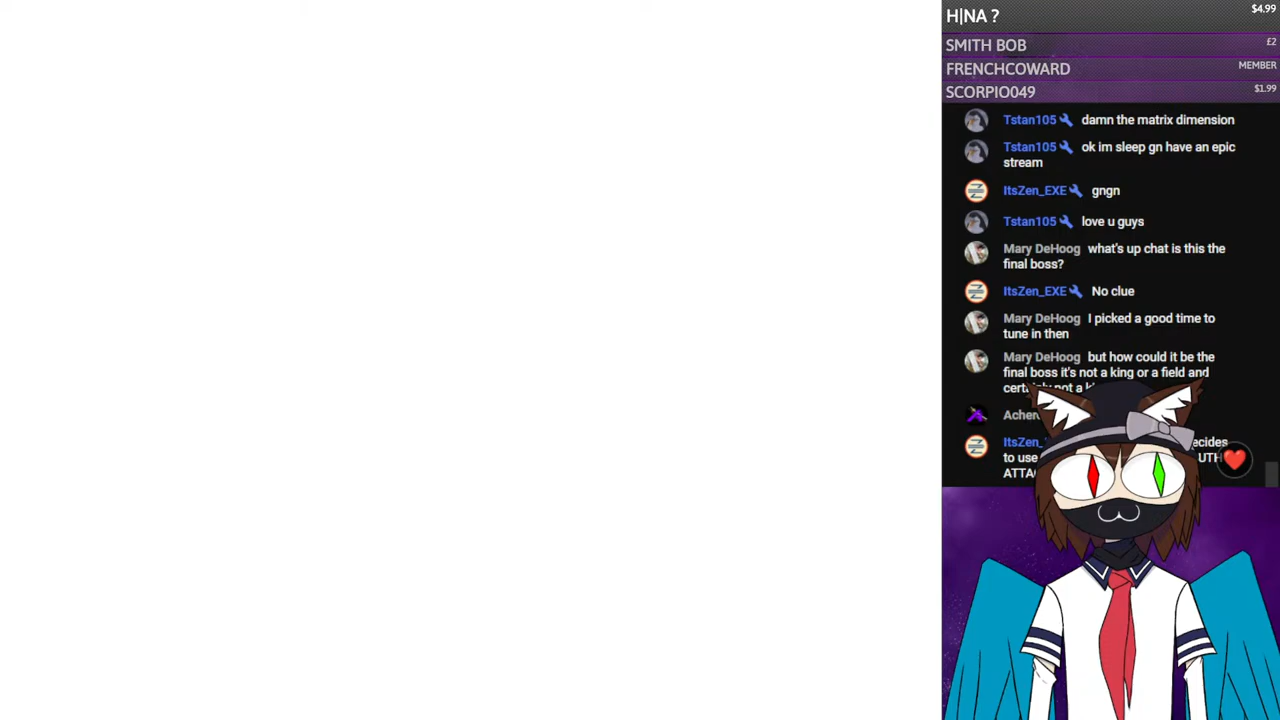 H|NA ?
$4.99
SMITH BOB
£2
FRENCHCOWARD
MEMBER
SCORPIO049
$1.99
Tstan105 damn the matrix dimension
Tstan105 ok im sleep gn have an epic
stream
ItsZen_EXE gngn
Tstan105 love u guys
Mary DeHoog what's up chat is this the
final boss?
ItsZen_EXE No clue
Mary DeHoog I picked a good time to
tune in then
Mary DeHoog but how could it be the
final boss it's not a king or a field and
not a
to use